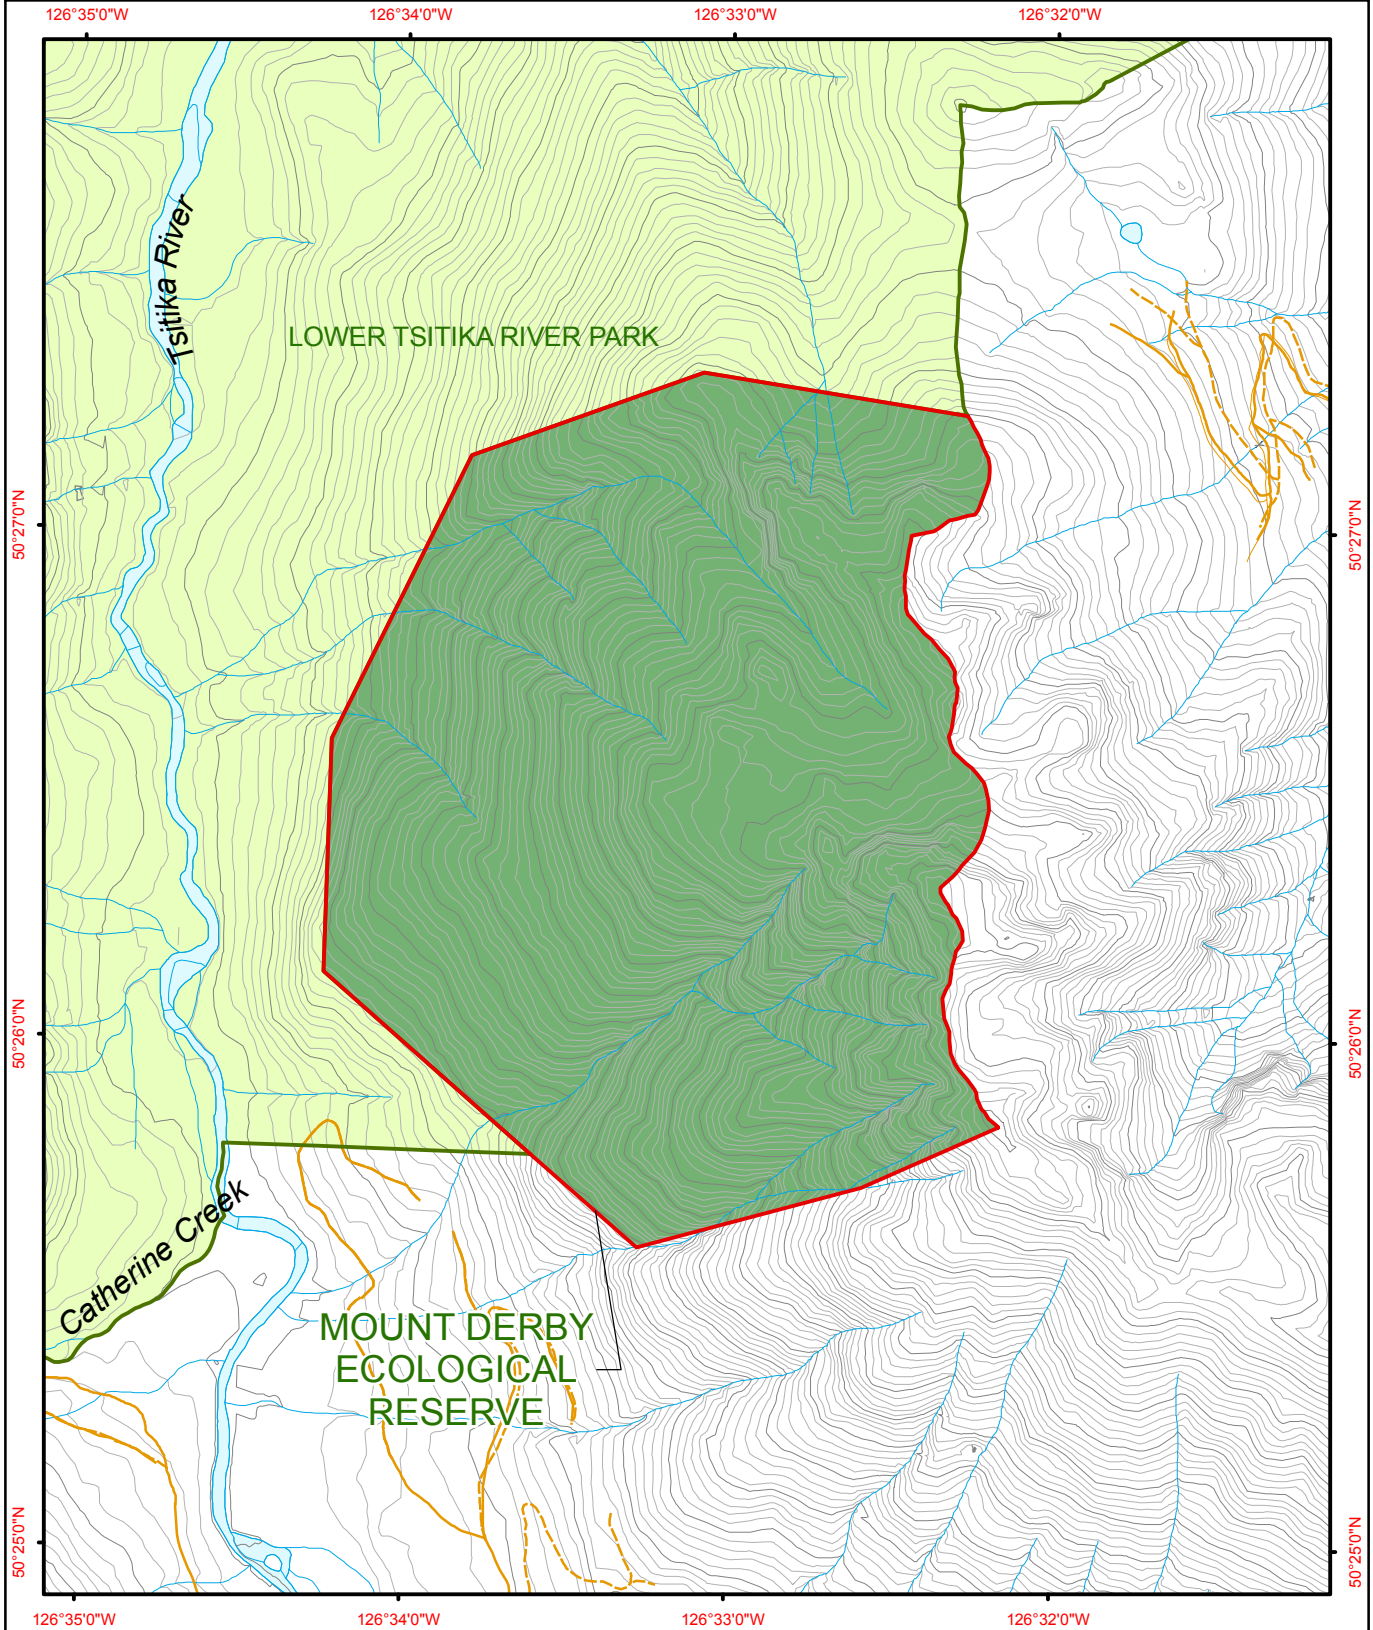 126°35'0"W
126°34'0"W
126°33'0"W
126°32'0"W
Tsitika River
LOWER TSITIKA RIVER PARK
50°27'0"N
50°27'0"N
50°26'0"N
50°26'0"N
Catherine Creek
MOUNT DERBY
ECOLOGICAL
RESERVE
50°25'0"N
50°25'0"N
126°35'0"W
126°34'0"W
126°33'0"W
126°32'0"W